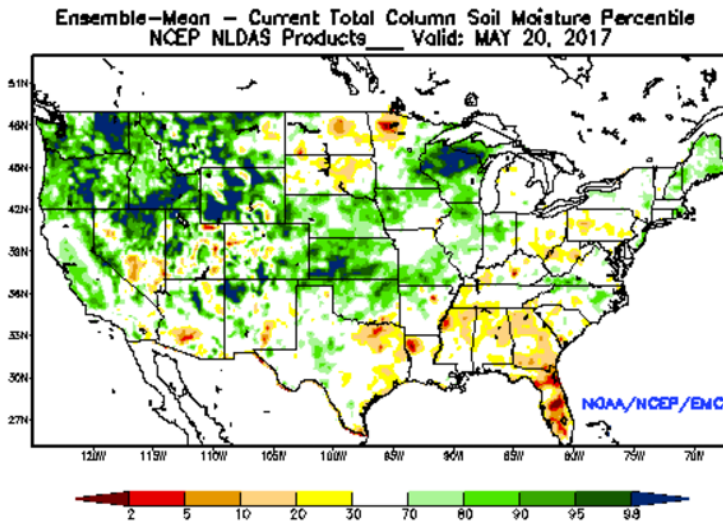 Ensemble-Mean - Current Total Column Soil Moisture Percentile
NCEP NLDAS Products___ Valid: MAY 20, 2017
51N
48N
45N
42N
39N
36N
33N
30N
27N
NOAA/NCEP/EMC
120W 115W 110W 105W 100W 95W 90W 85W 80W 75W 70W
2 5 10 20 30 70 80 90 95 98